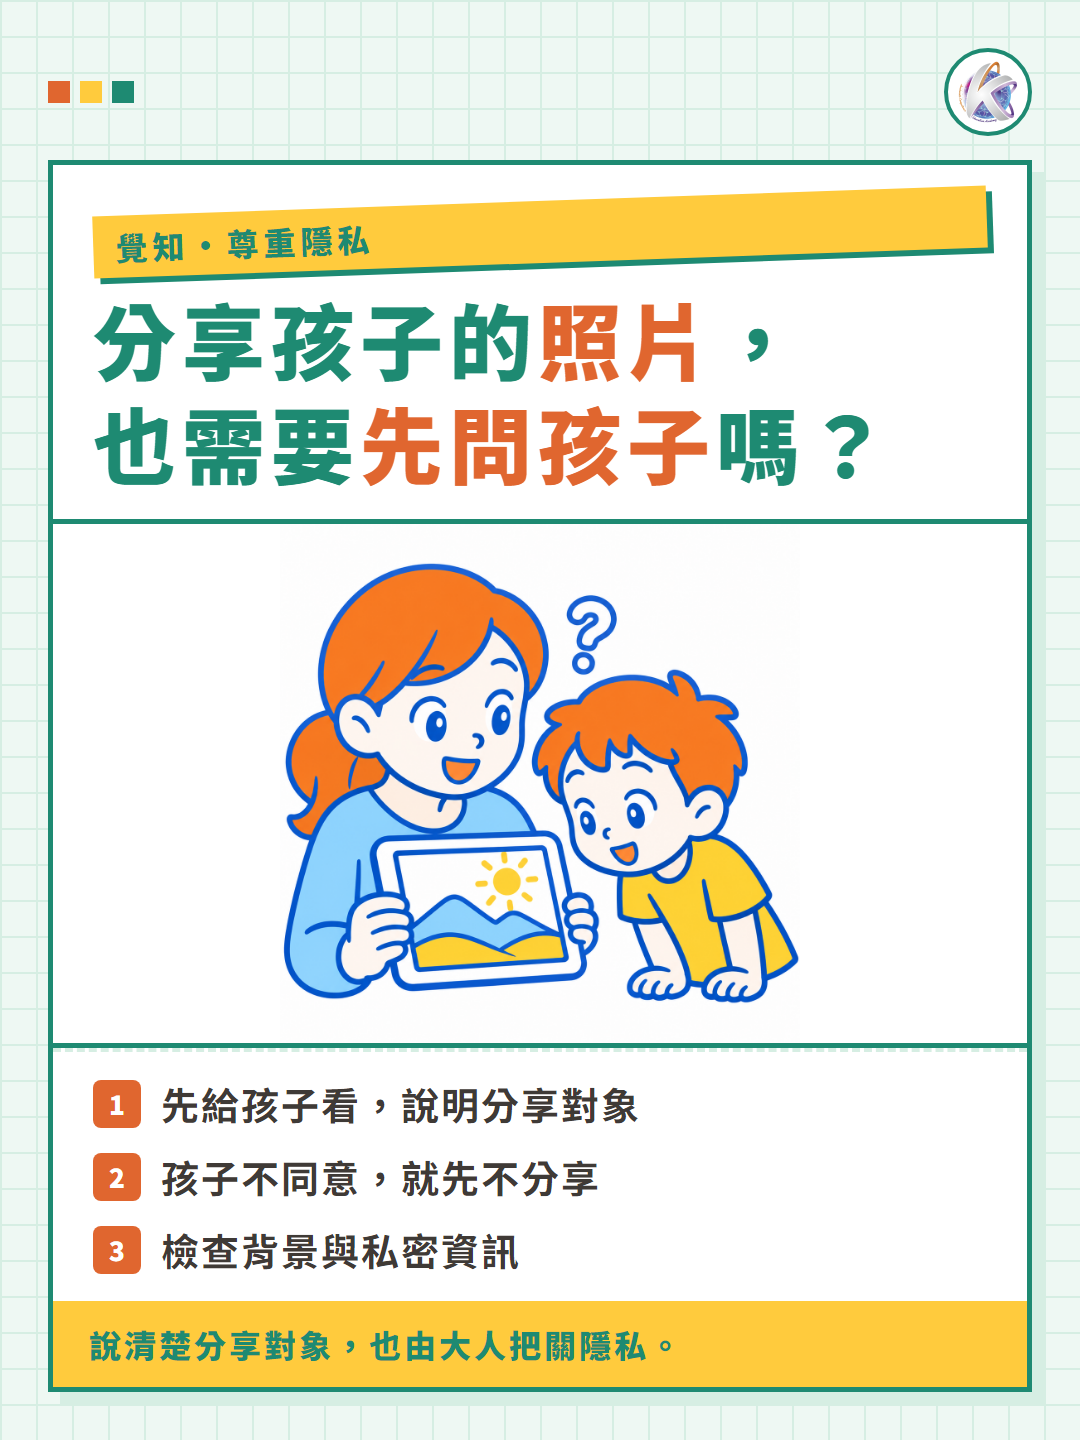 覺知・尊重隱私
分享孩子的照片，
也需要先問孩子嗎？
1 先給孩子看，說明分享對象
2 孩子不同意，就先不分享
3 檢查背景與私密資訊
說清楚分享對象，也由大人把關隱私。